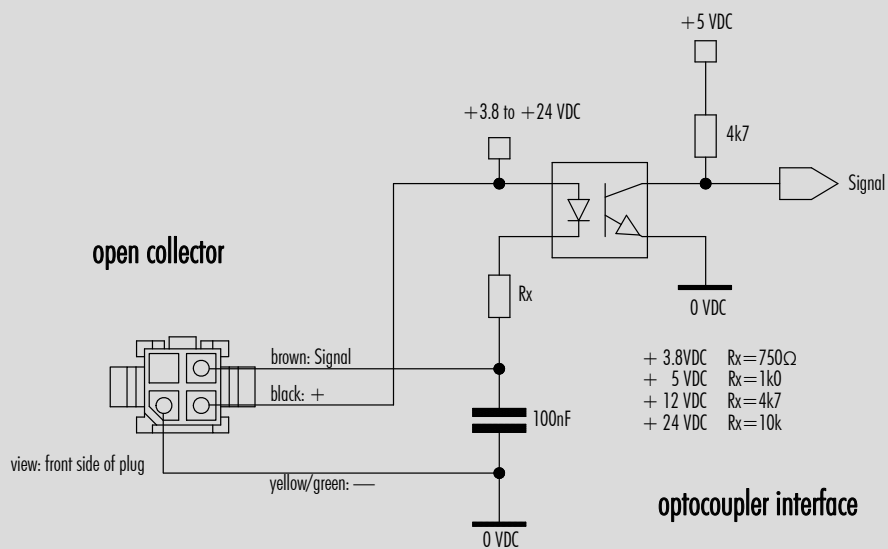 +5 VDC
+3.8 to +24 VDC
4k7
Signal
open collector
Rx
0 VDC
brown: Signal
black: +
+ 3.8VDC Rx=750Ω
+ 5 VDC Rx=1k0
+ 12 VDC Rx=4k7
+ 24 VDC Rx=10k
100nF
view: front side of plug
yellow/green: —
optocoupler interface
0 VDC